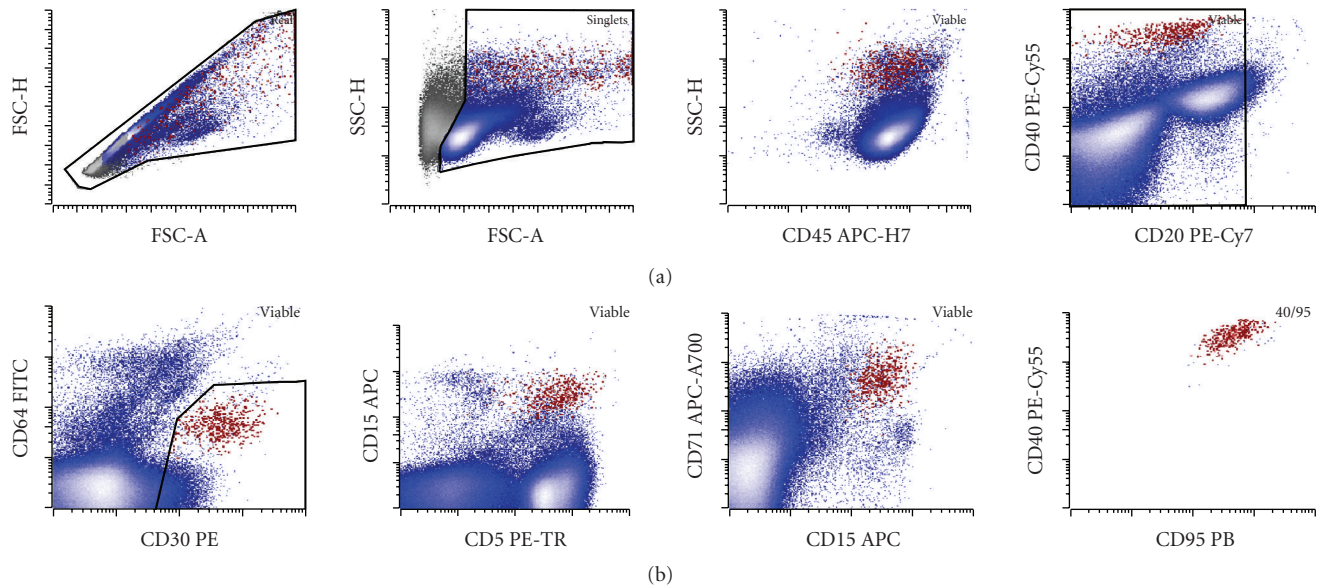 Real
FSC-H
FSC-A
Singlets
SSC-H
FSC-A
Viable
SSC-H
CD45 APC-H7
Viable
CD40 PE-Cy55
CD20 PE-Cy7
(a)
Viable
CD64 FITC
CD30 PE
Viable
CD15 APC
CD5 PE-TR
Viable
CD71 APC-A700
CD15 APC
40/95
CD40 PE-Cy55
CD95 PB
(b)